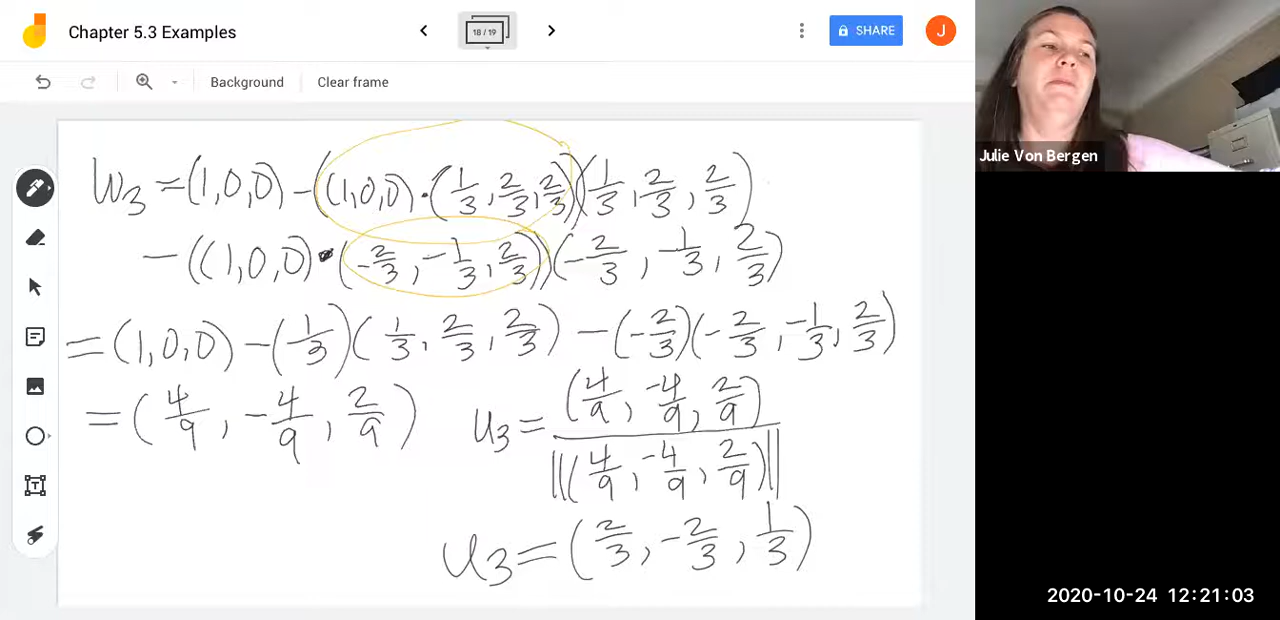 Chapter 5.3 Examples
18 / 19
SHARE
J
Background
Clear frame
Julie Von Bergen
W₃ = (1,0,0) - ((1,0,0)·(1/3, 2/3, 2/3))(1/3, 2/3, 2/3)
- ((1,0,0)·(-2/3, -1/3, 2/3))(-2/3, -1/3, 2/3)
= (1,0,0) - (1/3)(1/3, 2/3, 2/3) - (-2/3)(-2/3, -1/3, 2/3)
= (4/9, -4/9, 2/9)
u₃ = (4/9, -4/9, 2/9) / ||(4/9, -4/9, 2/9)||
u₃ = (2/3, -2/3, 1/3)
2020-10-24 12:21:03